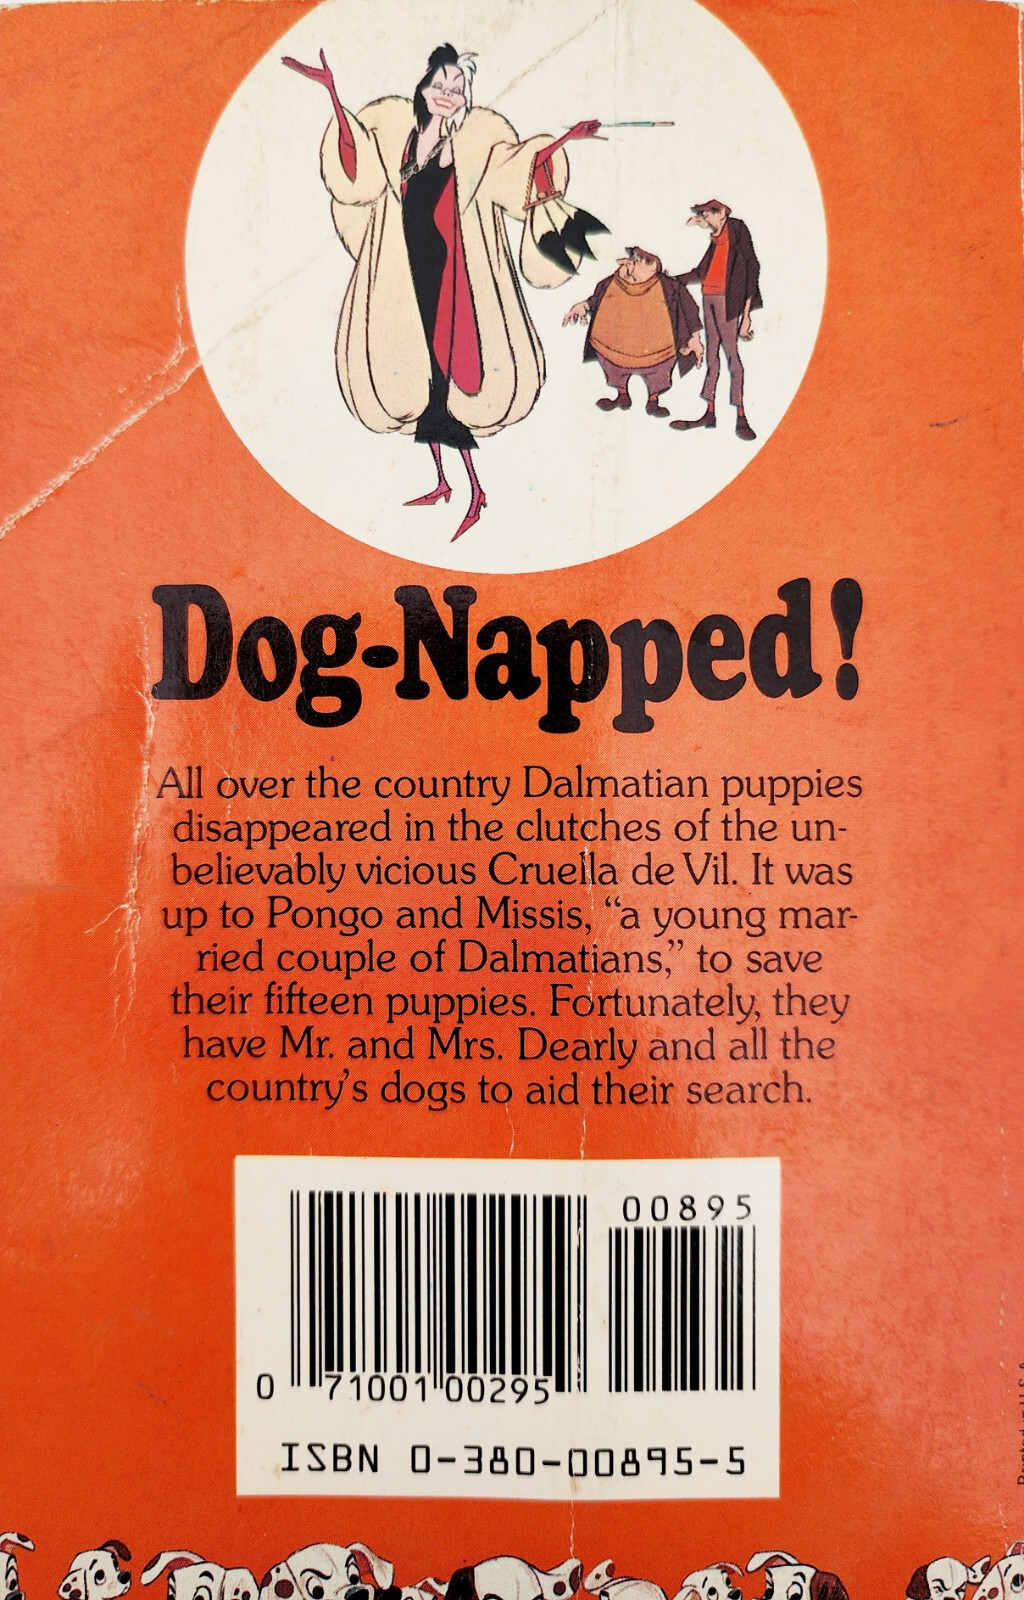 Dog-Napped!
All over the country Dalmatian puppies
disappeared in the clutches of the un-
believably vicious Cruella de Vil. It was
up to Pongo and Missis, “a young mar-
ried couple of Dalmatians,” to save
their fifteen puppies. Fortunately, they
have Mr. and Mrs. Dearly and all the
country’s dogs to aid their search.
00895
0 71001 00295
ISBN 0-380-00895-5